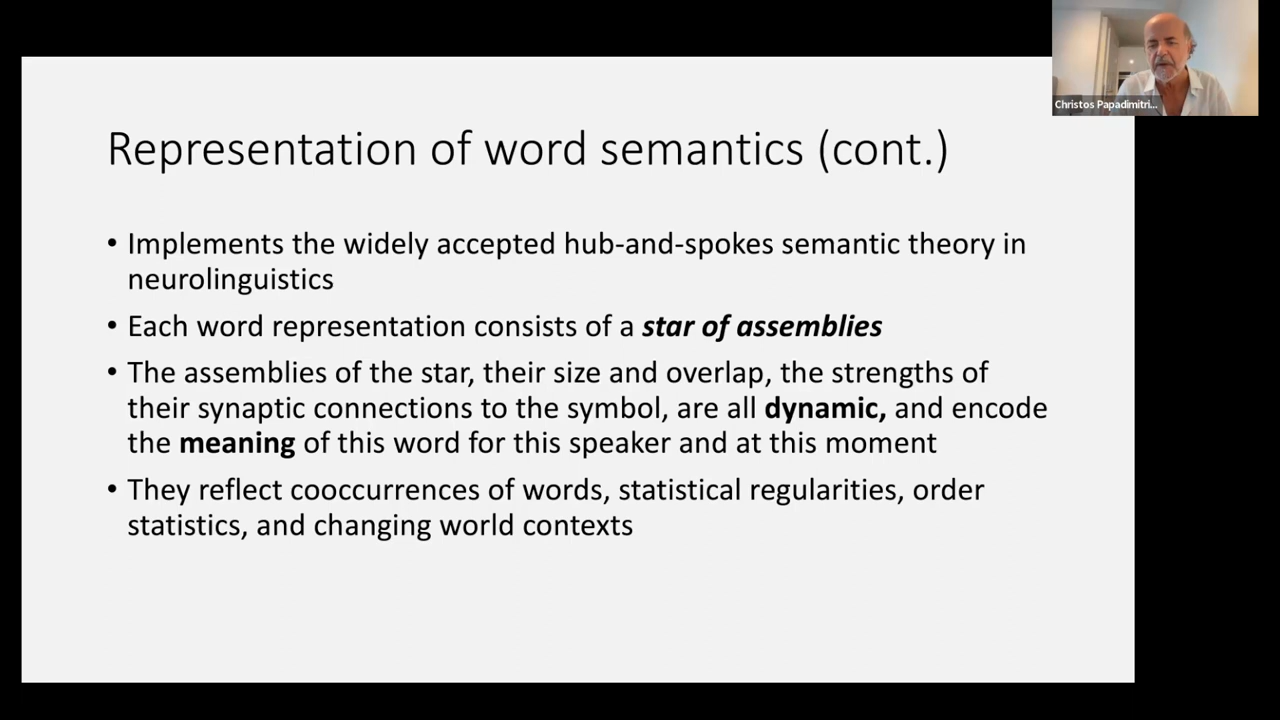 Christos Papadimitri...
Representation of word semantics (cont.)
• Implements the widely accepted hub-and-spokes semantic theory in
neurolinguistics
• Each word representation consists of a star of assemblies
• The assemblies of the star, their size and overlap, the strengths of
their synaptic connections to the symbol, are all dynamic, and encode
the meaning of this word for this speaker and at this moment
• They reflect cooccurrences of words, statistical regularities, order
statistics, and changing world contexts